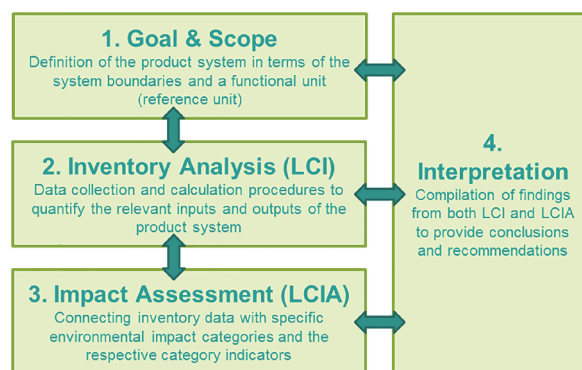 1. Goal & Scope
Definition of the product system in terms of the
system boundaries and a functional unit
(reference unit)
2. Inventory Analysis (LCI)
Data collection and calculation procedures to
quantify the relevant inputs and outputs of the
product system
3. Impact Assessment (LCIA)
Connecting inventory data with specific
environmental impact categories and the
respective category indicators
4.
Interpretation
Compilation of findings
from both LCI and LCIA
to provide conclusions
and recommendations